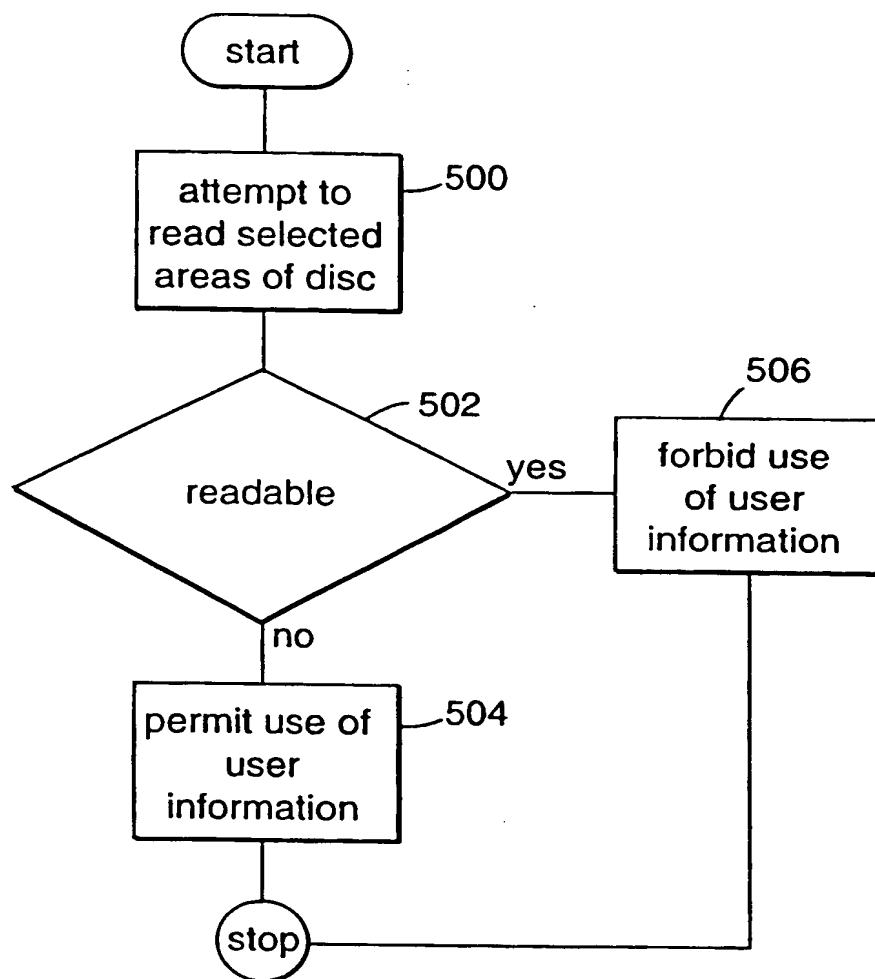 start
attempt to
read selected
areas of disc
500
readable
502
yes
506
forbid use
of user
information
no
permit use of
user
information
504
stop